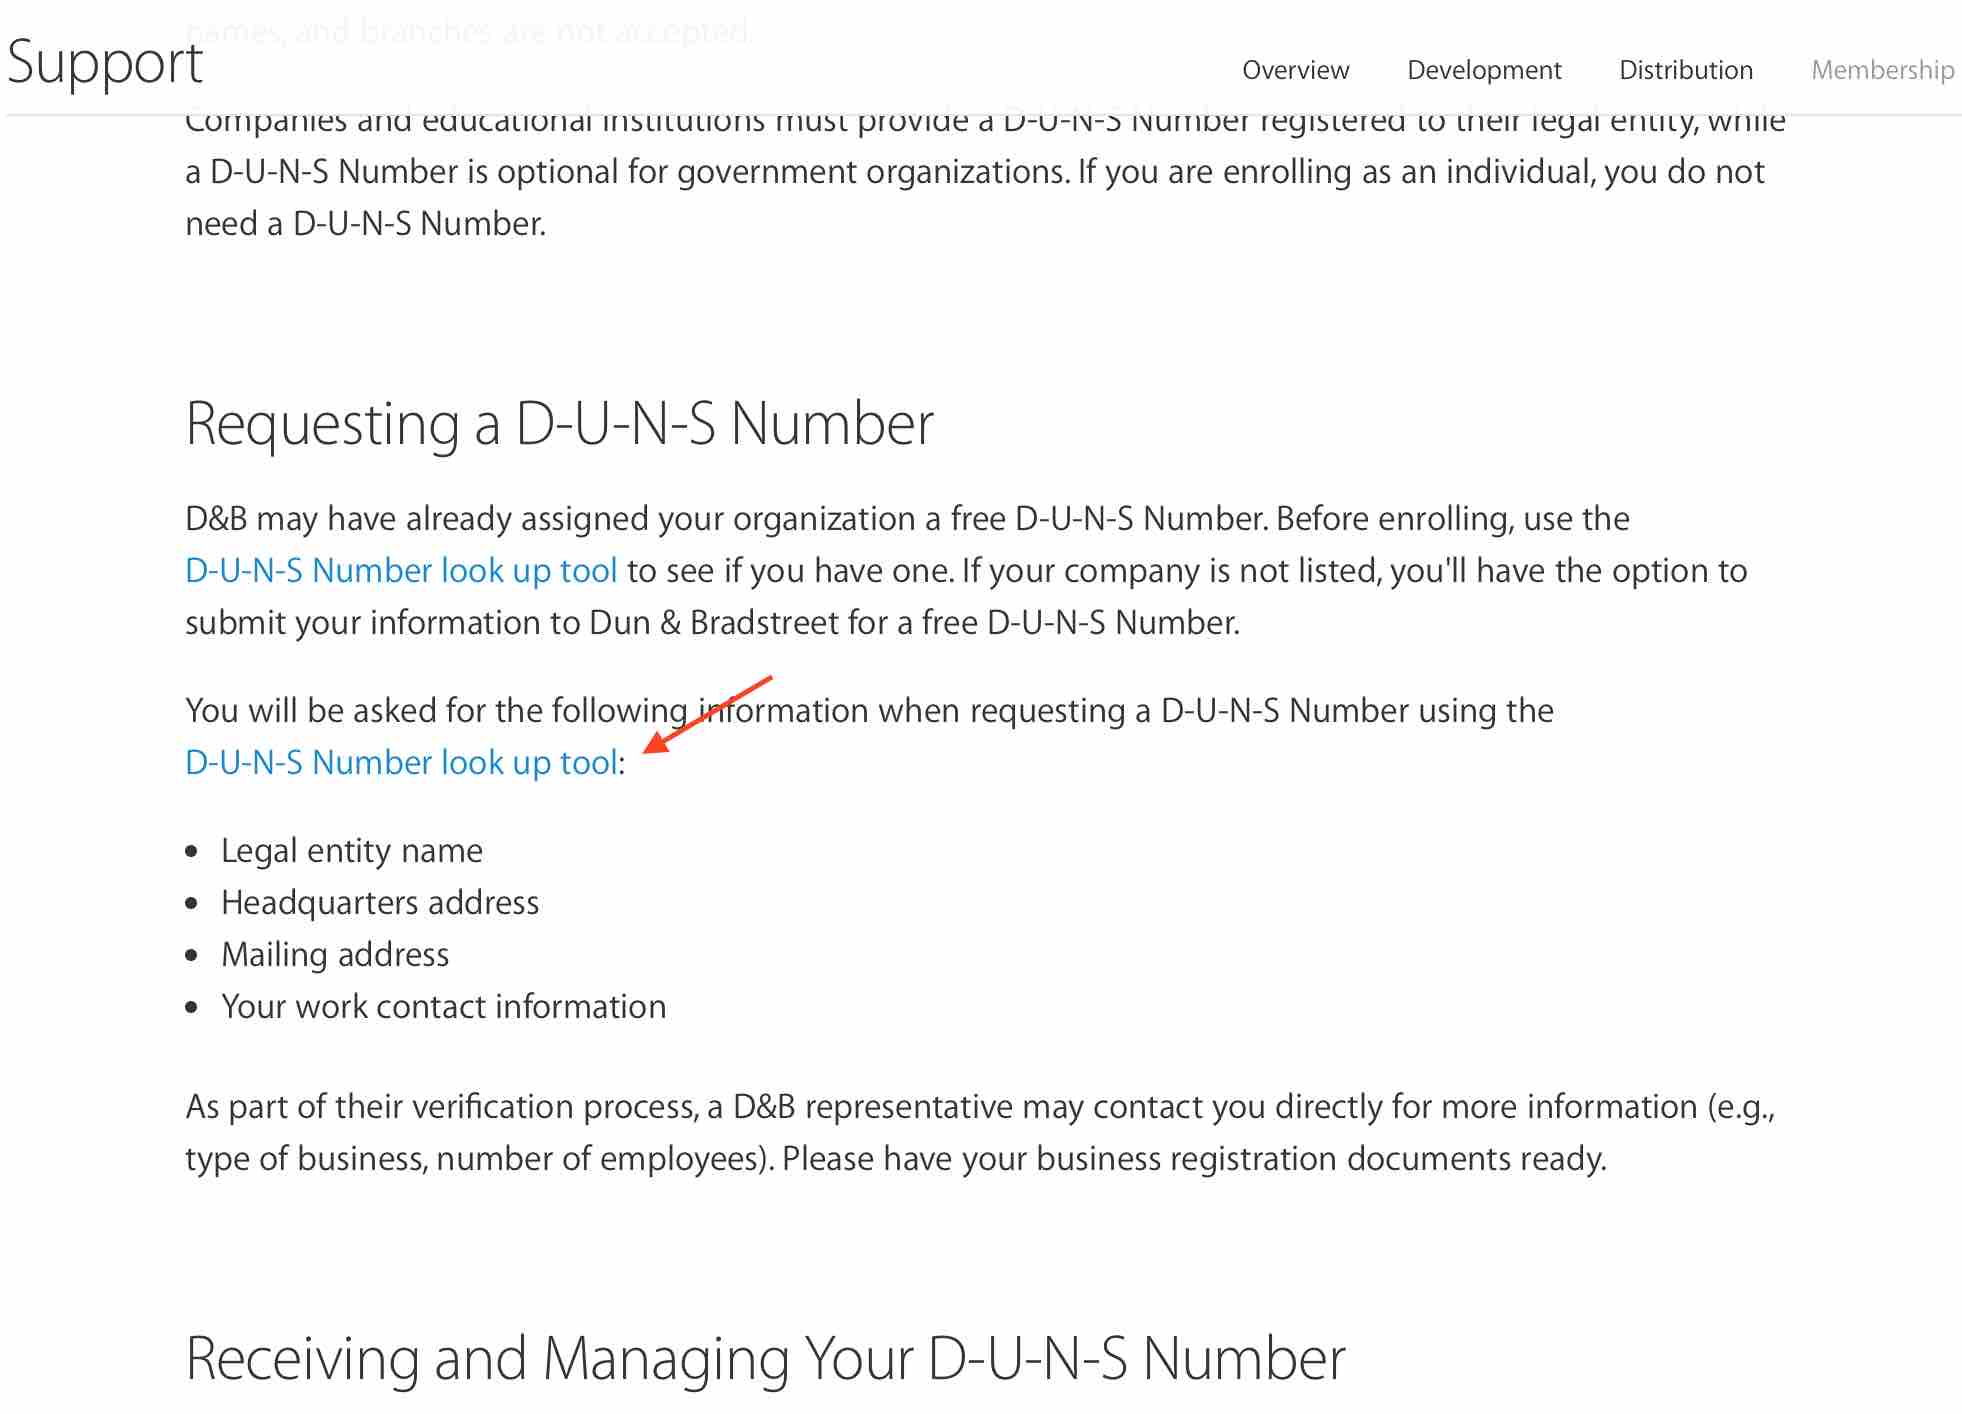 names, and branches are not accepted.
Support
Overview Development Distribution Membership
Companies and educational institutions must provide a D-U-N-S Number registered to their legal entity, while
a D-U-N-S Number is optional for government organizations. If you are enrolling as an individual, you do not
need a D-U-N-S Number.
Requesting a D-U-N-S Number
D&B may have already assigned your organization a free D-U-N-S Number. Before enrolling, use the
D-U-N-S Number look up tool to see if you have one. If your company is not listed, you'll have the option to
submit your information to Dun & Bradstreet for a free D-U-N-S Number.
You will be asked for the following information when requesting a D-U-N-S Number using the
D-U-N-S Number look up tool:
• Legal entity name
• Headquarters address
• Mailing address
• Your work contact information
As part of their verification process, a D&B representative may contact you directly for more information (e.g.,
type of business, number of employees). Please have your business registration documents ready.
Receiving and Managing Your D-U-N-S Number